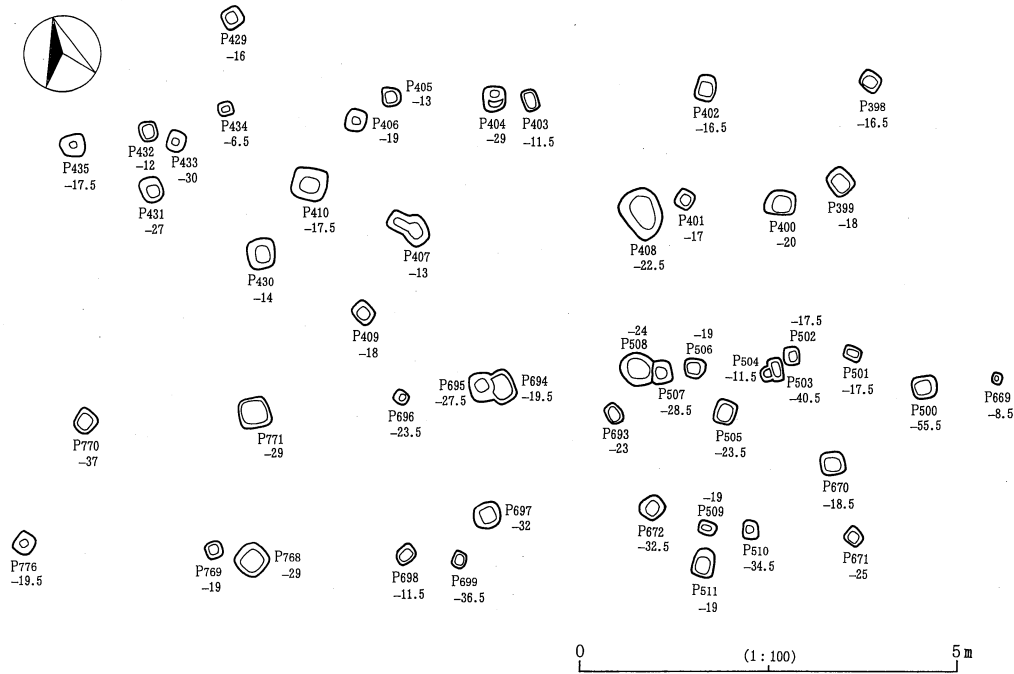 P429
-16
P405
-13
P404
-29
P403
-11.5
P402
-16.5
P398
-16.5
P434
-6.5
P406
-19
P435
-17.5
P432
-12
P433
-30
P431
-27
P410
-17.5
P407
-13
P408
-22.5
P401
-17
P400
-20
P399
-18
P430
-14
P409
-18
-24
P508
-19
P506
-17.5
P502
P504
-11.5
P503
-40.5
P501
-17.5
P507
-28.5
P500
-55.5
P669
-8.5
P695
-27.5
P694
-19.5
P696
-23.5
P693
-23
P505
-23.5
P770
-37
P771
-29
P670
-18.5
P697
-32
P672
-32.5
-19
P509
P510
-34.5
P671
-25
P776
-19.5
P769
-19
P768
-29
P698
-11.5
P699
-36.5
P511
-19
0 (1:100) 5m